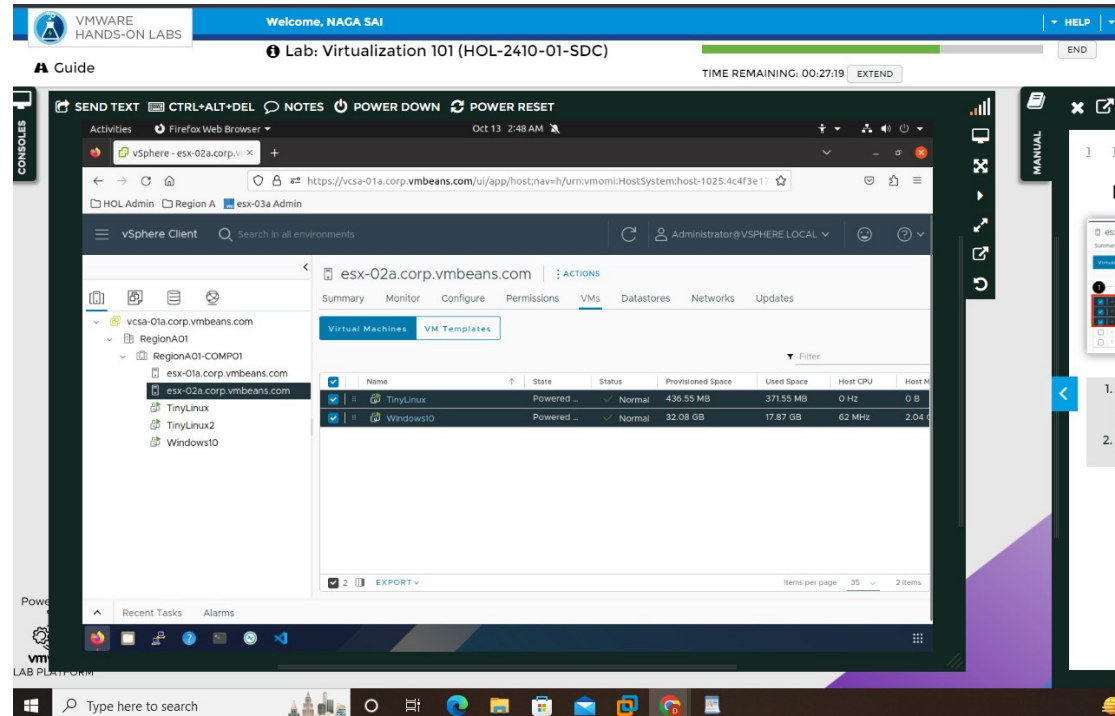 VMWARE
HANDS-ON LABS
Welcome, NAGA SAI
HELP
Lab: Virtualization 101 (HOL-2410-01-SDC)
END
Guide
TIME REMAINING: 00:27:19 EXTEND
CONSOLES
SEND TEXT CTRL+ALT+DEL NOTES POWER DOWN POWER RESET
MANUAL
Activities Firefox Web Browser Oct 13 2:48 AM
vSphere - esx-02a.corp.v
https://vcsa-01a.corp.vmbeans.com/ui/app/host;nav=h/urn:vmomi:HostSystem:host-1025:4c4f3e17
HOL Admin Region A esx-03a Admin
vSphere Client Search in all environments Administrator@VSPHERE.LOCAL
esx-02a.corp.vmbeans.com ACTIONS
Summary Monitor Configure Permissions VMs Datastores Networks Updates
vcsa-01a.corp.vmbeans.com
RegionA01
RegionA01-COMP01
esx-01a.corp.vmbeans.com
esx-02a.corp.vmbeans.com
TinyLinux
TinyLinux2
Windows10
Virtual Machines VM Templates
Filter
Name State Status Provisioned Space Used Space Host CPU Host M
TinyLinux Powered ... Normal 436.55 MB 371.55 MB 0 Hz 0 B
Windows10 Powered ... Normal 32.08 GB 17.87 GB 62 MHz 2.04
2 EXPORT Items per page 35 2 items
Recent Tasks Alarms
1.
2.
Powe
vm
LAB PLATFORM
Type here to search